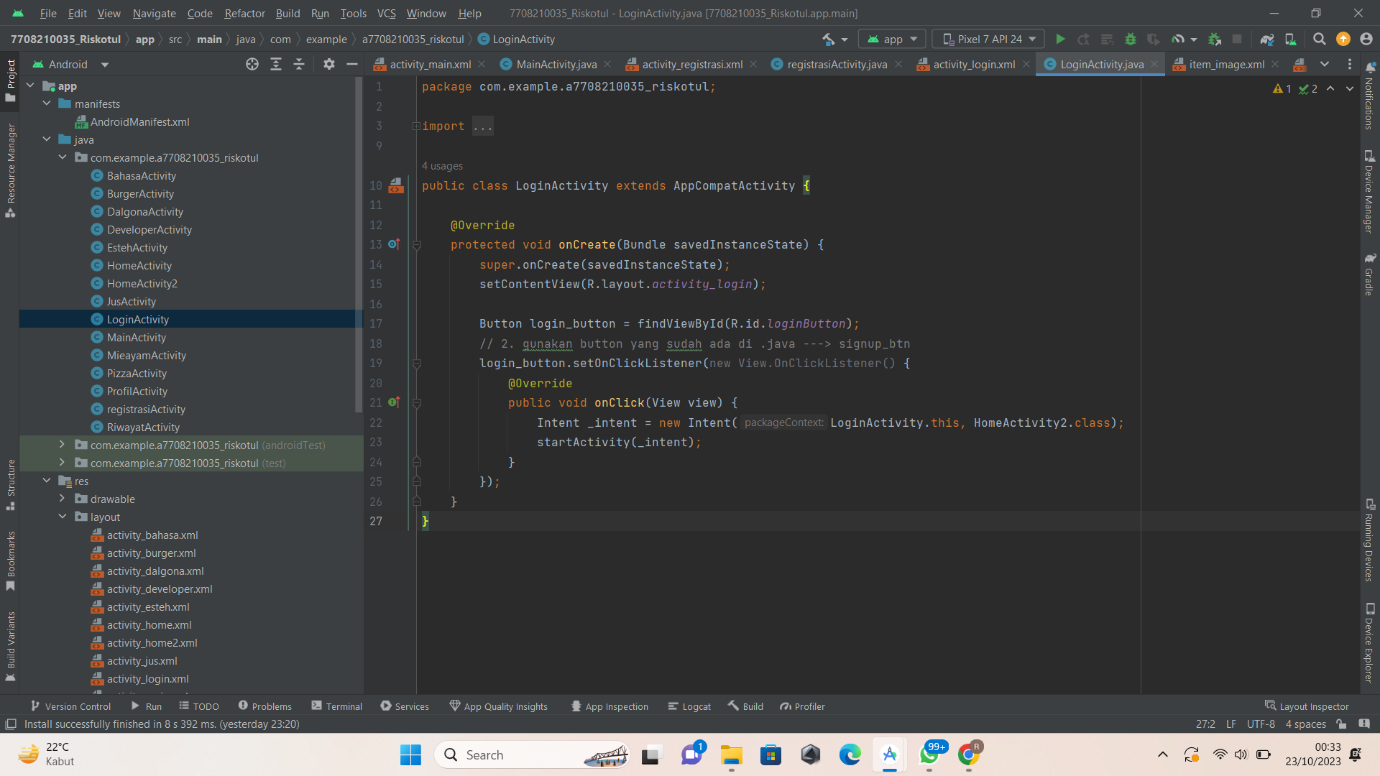 File Edit View Navigate Code Refactor Build Run Tools VCS Window Help 7708210035_Riskotul - LoginActivity.java [7708210035_Riskotul.app.main]
7708210035_Riskotul app src main java com example a7708210035_riskotul LoginActivity app Pixel 7 API 24
Android
activity_main.xml MainActivity.java activity_registrasi.xml registrasiActivity.java activity_login.xml LoginActivity.java item_image.xml
Project
Resource Manager
Structure
Bookmarks
Build Variants
app
manifests
AndroidManifest.xml
java
com.example.a7708210035_riskotul
BahasaActivity
BurgerActivity
DalgonaActivity
DeveloperActivity
EstehActivity
HomeActivity
HomeActivity2
JusActivity
LoginActivity
MainActivity
MieayamActivity
PizzaActivity
ProfilActivity
registrasiActivity
RiwayatActivity
com.example.a7708210035_riskotul (androidTest)
com.example.a7708210035_riskotul (test)
res
drawable
layout
activity_bahasa.xml
activity_burger.xml
activity_dalgona.xml
activity_developer.xml
activity_esteh.xml
activity_home.xml
activity_home2.xml
activity_jus.xml
activity_login.xml
1 package com.example.a7708210035_riskotul;
2
3 import ...
9
4 usages
10 public class LoginActivity extends AppCompatActivity {
11
12 @Override
13 protected void onCreate(Bundle savedInstanceState) {
14 super.onCreate(savedInstanceState);
15 setContentView(R.layout.activity_login);
16
17 Button login_button = findViewById(R.id.loginButton);
18 // 2. gunakan button yang sudah ada di .java ---> signup_btn
19 login_button.setOnClickListener(new View.OnClickListener() {
20 @Override
21 public void onClick(View view) {
22 Intent _intent = new Intent( packageContext: LoginActivity.this, HomeActivity2.class);
23 startActivity(_intent);
24 }
25 });
26 }
27 }
1 2
Notifications
Device Manager
Gradle
Running Devices
Device Explorer
Version Control Run TODO Problems Terminal Services App Quality Insights App Inspection Logcat Build Profiler Layout Inspector
Install successfully finished in 8 s 392 ms. (yesterday 23:20) 27:2 LF UTF-8 4 spaces
22°C
Kabut
Search
1
99+
R
00:33
23/10/2023